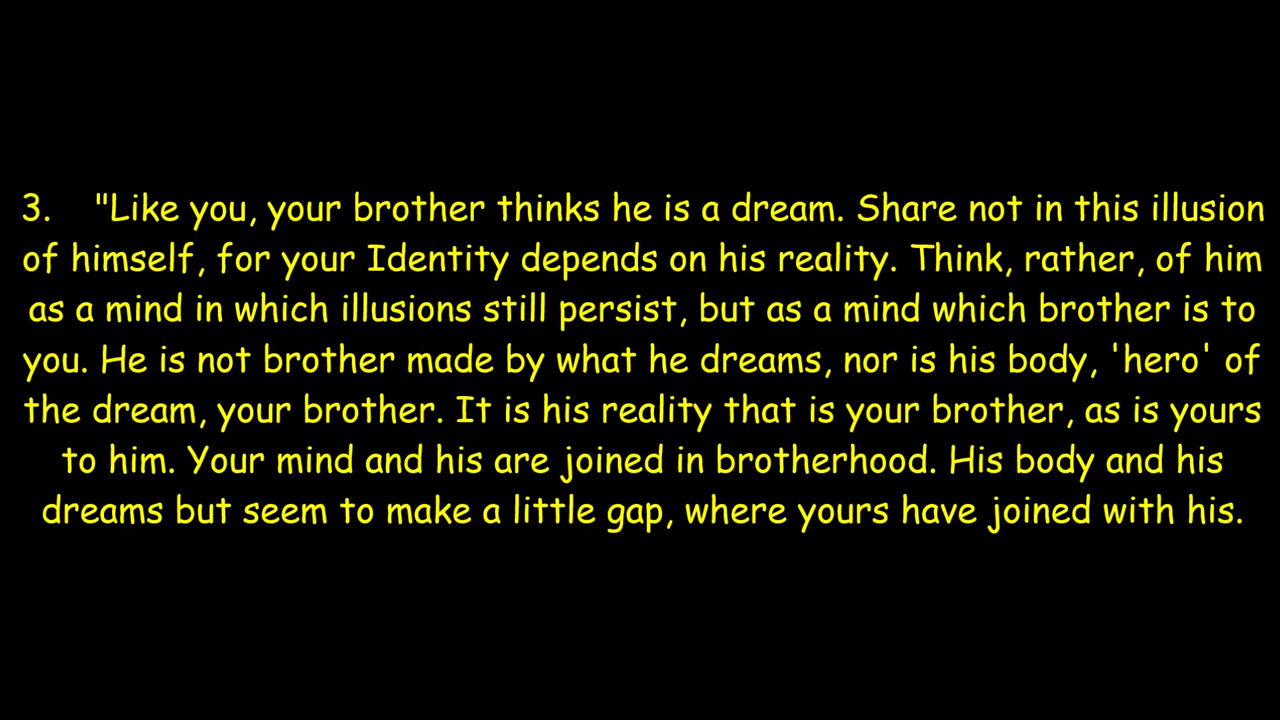 3. "Like you, your brother thinks he is a dream. Share not in this illusion
of himself, for your Identity depends on his reality. Think, rather, of him
as a mind in which illusions still persist, but as a mind which brother is to
you. He is not brother made by what he dreams, nor is his body, 'hero' of
the dream, your brother. It is his reality that is your brother, as is yours
to him. Your mind and his are joined in brotherhood. His body and his
dreams but seem to make a little gap, where yours have joined with his.